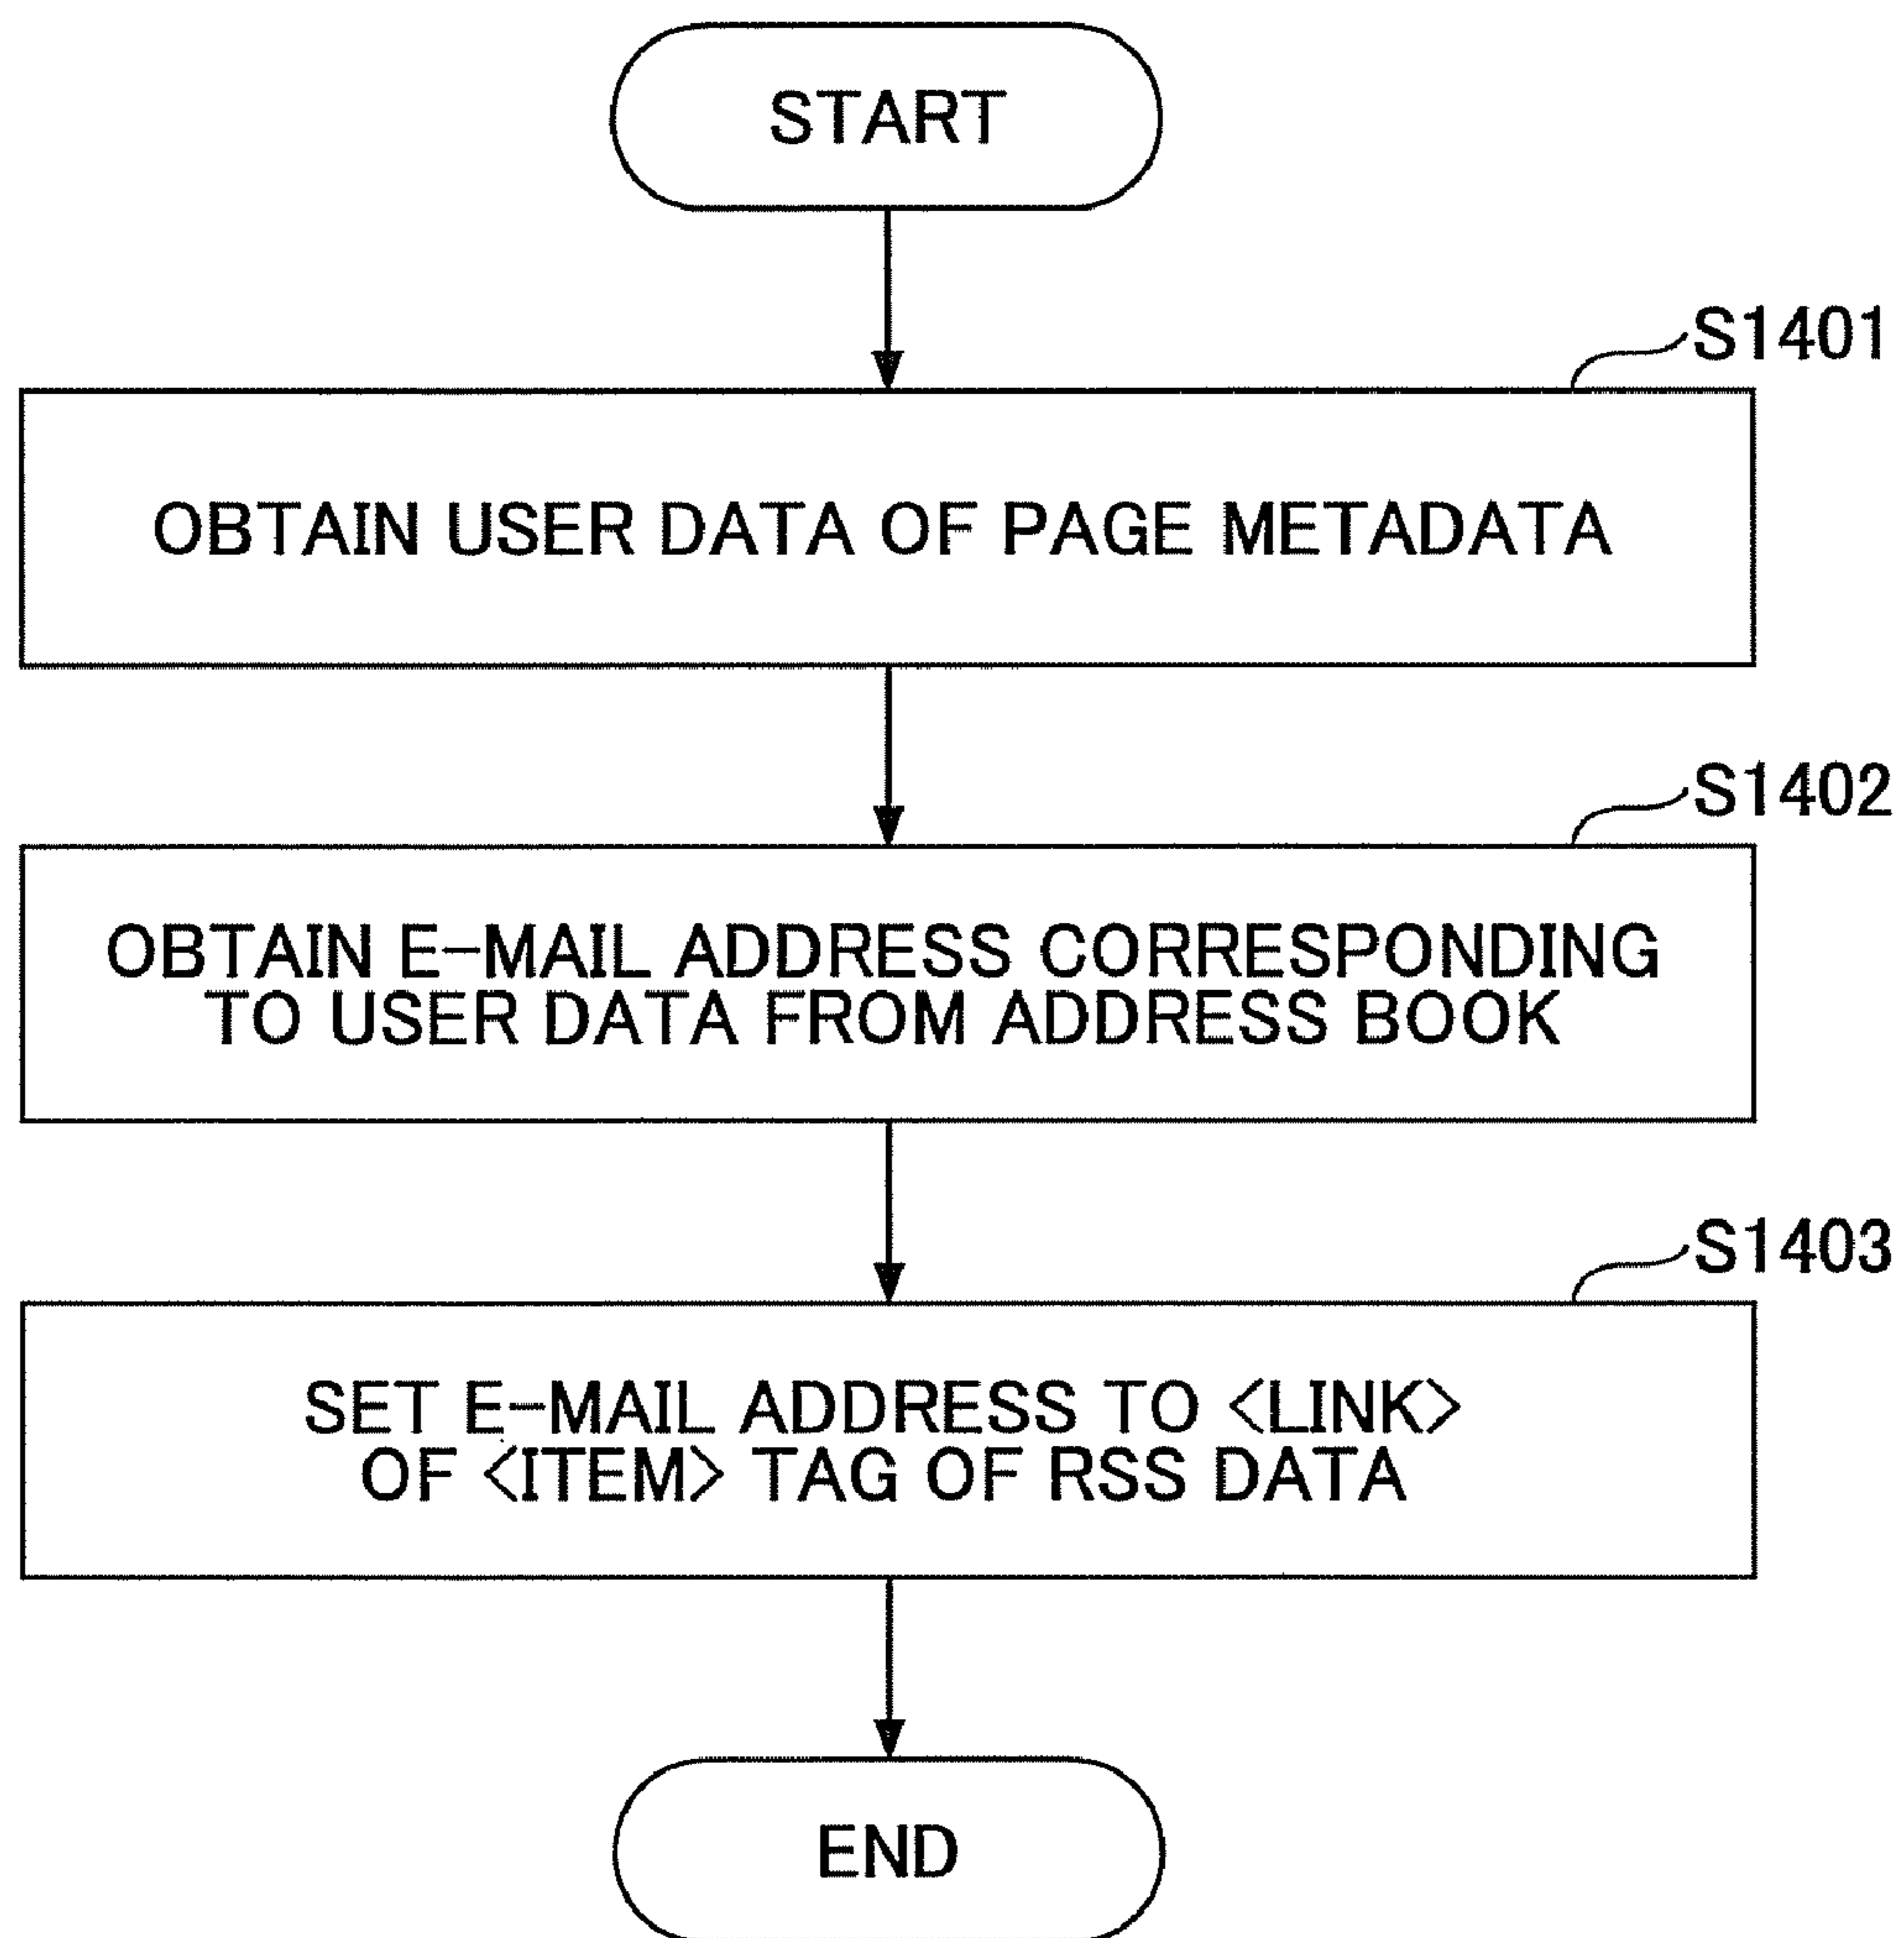 START
S1401
OBTAIN USER DATA OF PAGE METADATA
S1402
OBTAIN E-MAIL ADDRESS CORRESPONDING
TO USER DATA FROM ADDRESS BOOK
S1403
SET E-MAIL ADDRESS TO <LINK>
OF <ITEM> TAG OF RSS DATA
END